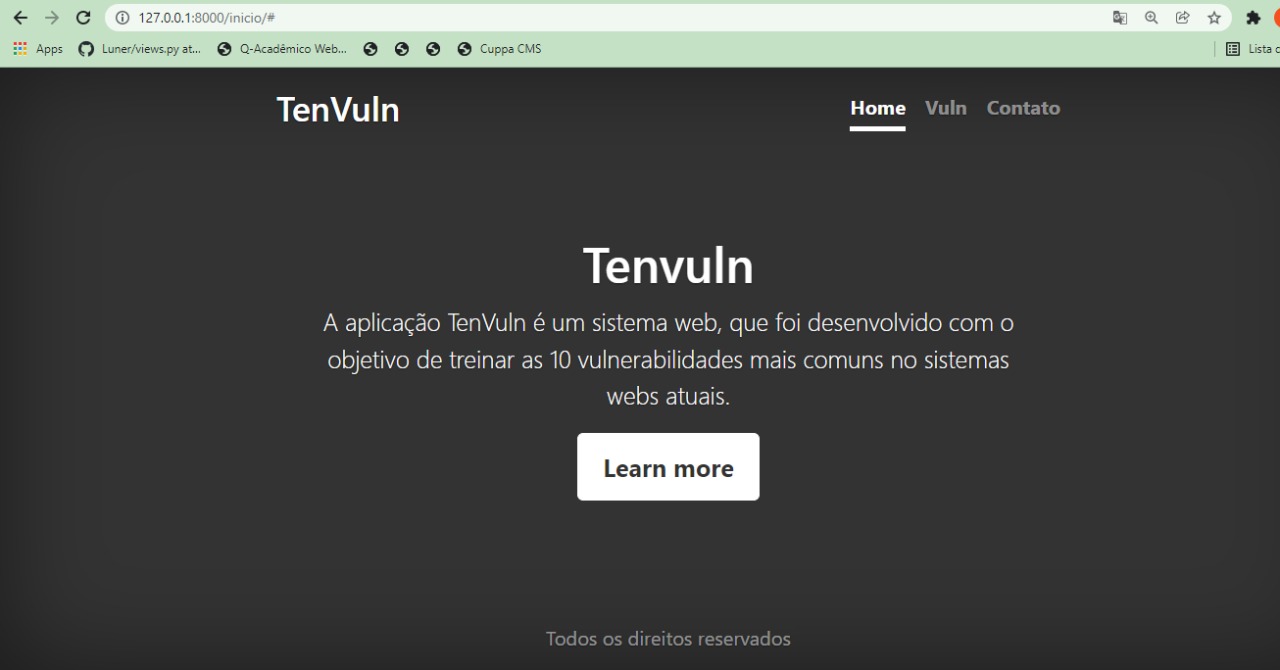 127.0.0.1:8000/inicio/#
Apps Luner/views.py at... Q-Acadêmico Web... Cuppa CMS Lista
TenVuln Home Vuln Contato
Tenvuln
A aplicação TenVuln é um sistema web, que foi desenvolvido com o
objetivo de treinar as 10 vulnerabilidades mais comuns no sistemas
webs atuais.
Learn more
Todos os direitos reservados